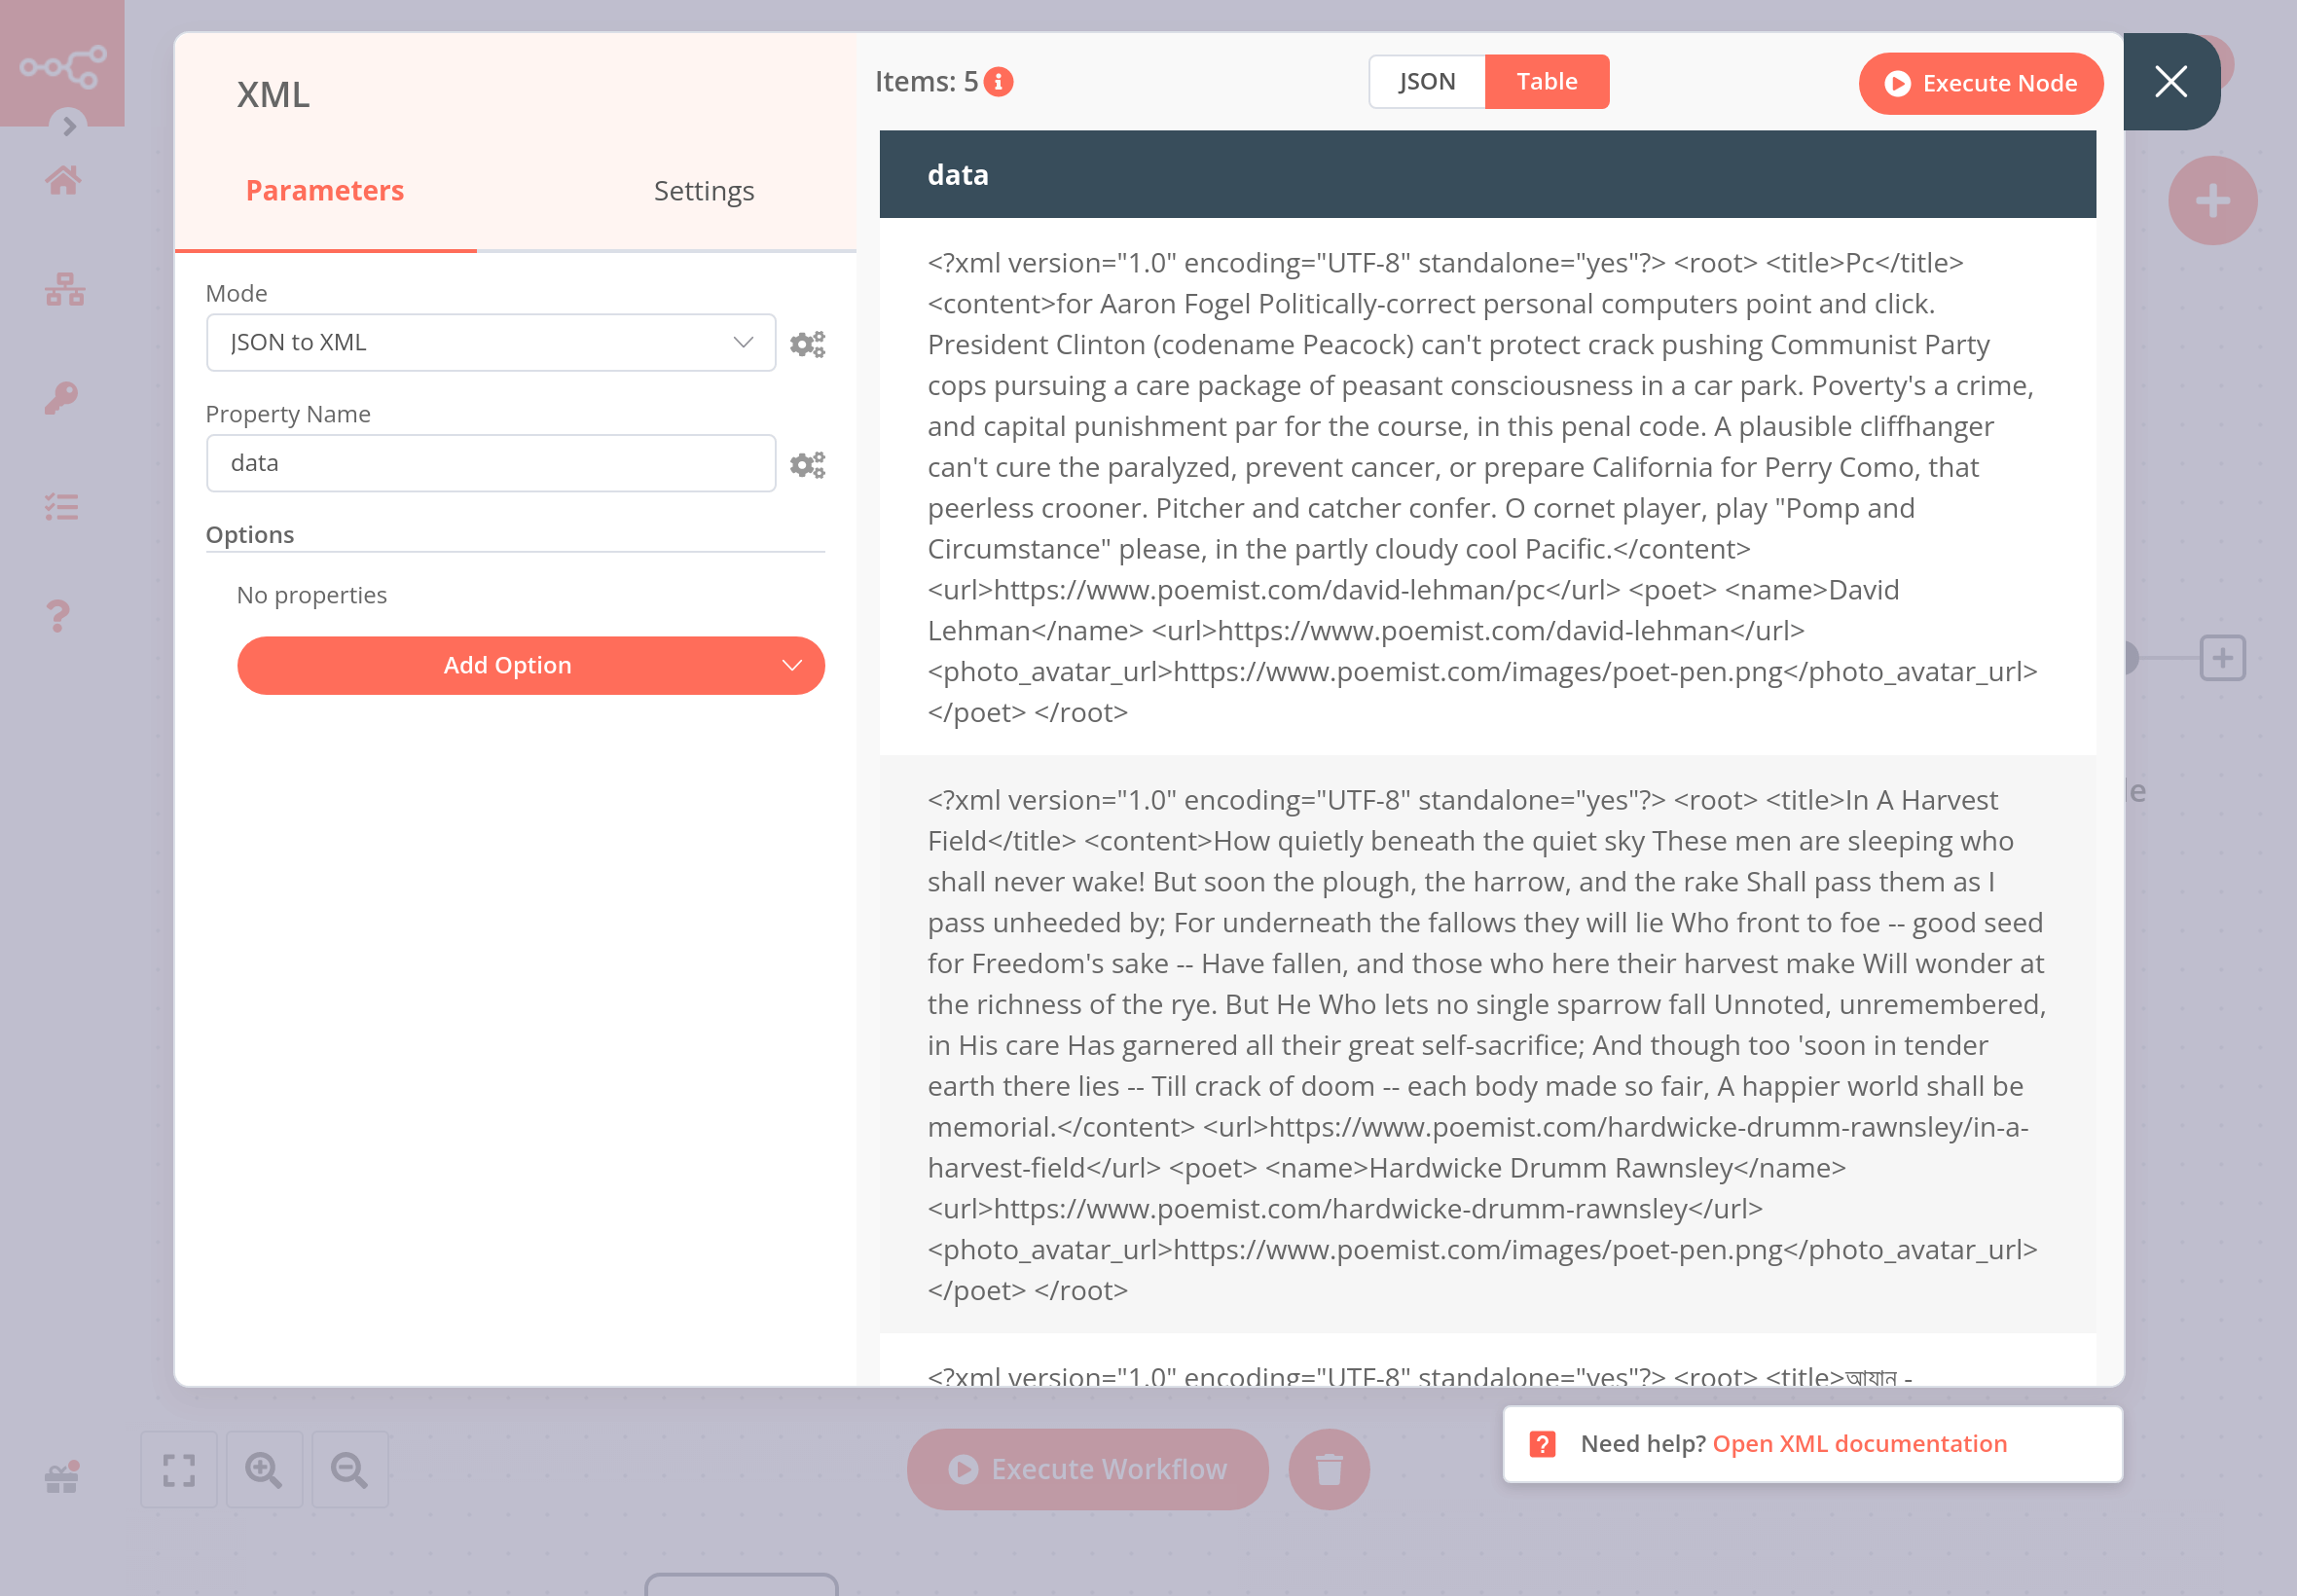 XML
Parameters
Settings
Mode
JSON to XML
Property Name
data
Options
No properties
Add Option
Items: 5
JSON
Table
Execute Node
data
<?xml version="1.0" encoding="UTF-8" standalone="yes"?> <root> <title>Pc</title>
<content>for Aaron Fogel Politically-correct personal computers point and click.
President Clinton (codename Peacock) can't protect crack pushing Communist Party
cops pursuing a care package of peasant consciousness in a car park. Poverty's a crime,
and capital punishment par for the course, in this penal code. A plausible cliffhanger
can't cure the paralyzed, prevent cancer, or prepare California for Perry Como, that
peerless crooner. Pitcher and catcher confer. O cornet player, play "Pomp and
Circumstance" please, in the partly cloudy cool Pacific.</content>
<url>https://www.poemist.com/david-lehman/pc</url> <poet> <name>David
Lehman</name> <url>https://www.poemist.com/david-lehman</url>
<photo_avatar_url>https://www.poemist.com/images/poet-pen.png</photo_avatar_url>
</poet> </root>
<?xml version="1.0" encoding="UTF-8" standalone="yes"?> <root> <title>In A Harvest
Field</title> <content>How quietly beneath the quiet sky These men are sleeping who
shall never wake! But soon the plough, the harrow, and the rake Shall pass them as I
pass unheeded by; For underneath the fallows they will lie Who front to foe -- good seed
for Freedom's sake -- Have fallen, and those who here their harvest make Will wonder at
the richness of the rye. But He Who lets no single sparrow fall Unnoted, unremembered,
in His care Has garnered all their great self-sacrifice; And though too 'soon in tender
earth there lies -- Till crack of doom -- each body made so fair, A happier world shall be
memorial.</content> <url>https://www.poemist.com/hardwicke-drumm-rawnsley/in-a-
harvest-field</url> <poet> <name>Hardwicke Drumm Rawnsley</name>
<url>https://www.poemist.com/hardwicke-drumm-rawnsley</url>
<photo_avatar_url>https://www.poemist.com/images/poet-pen.png</photo_avatar_url>
</poet> </root>
<?xml version="1.0" encoding="UTF-8" standalone="yes"?> <root> <title>আযান -
Need help? Open XML documentation
Execute Workflow